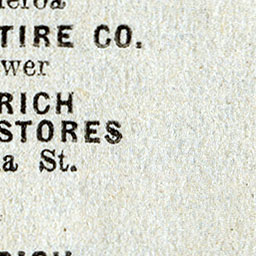 TIRE CO.
wer
RICH
STORES
a St.